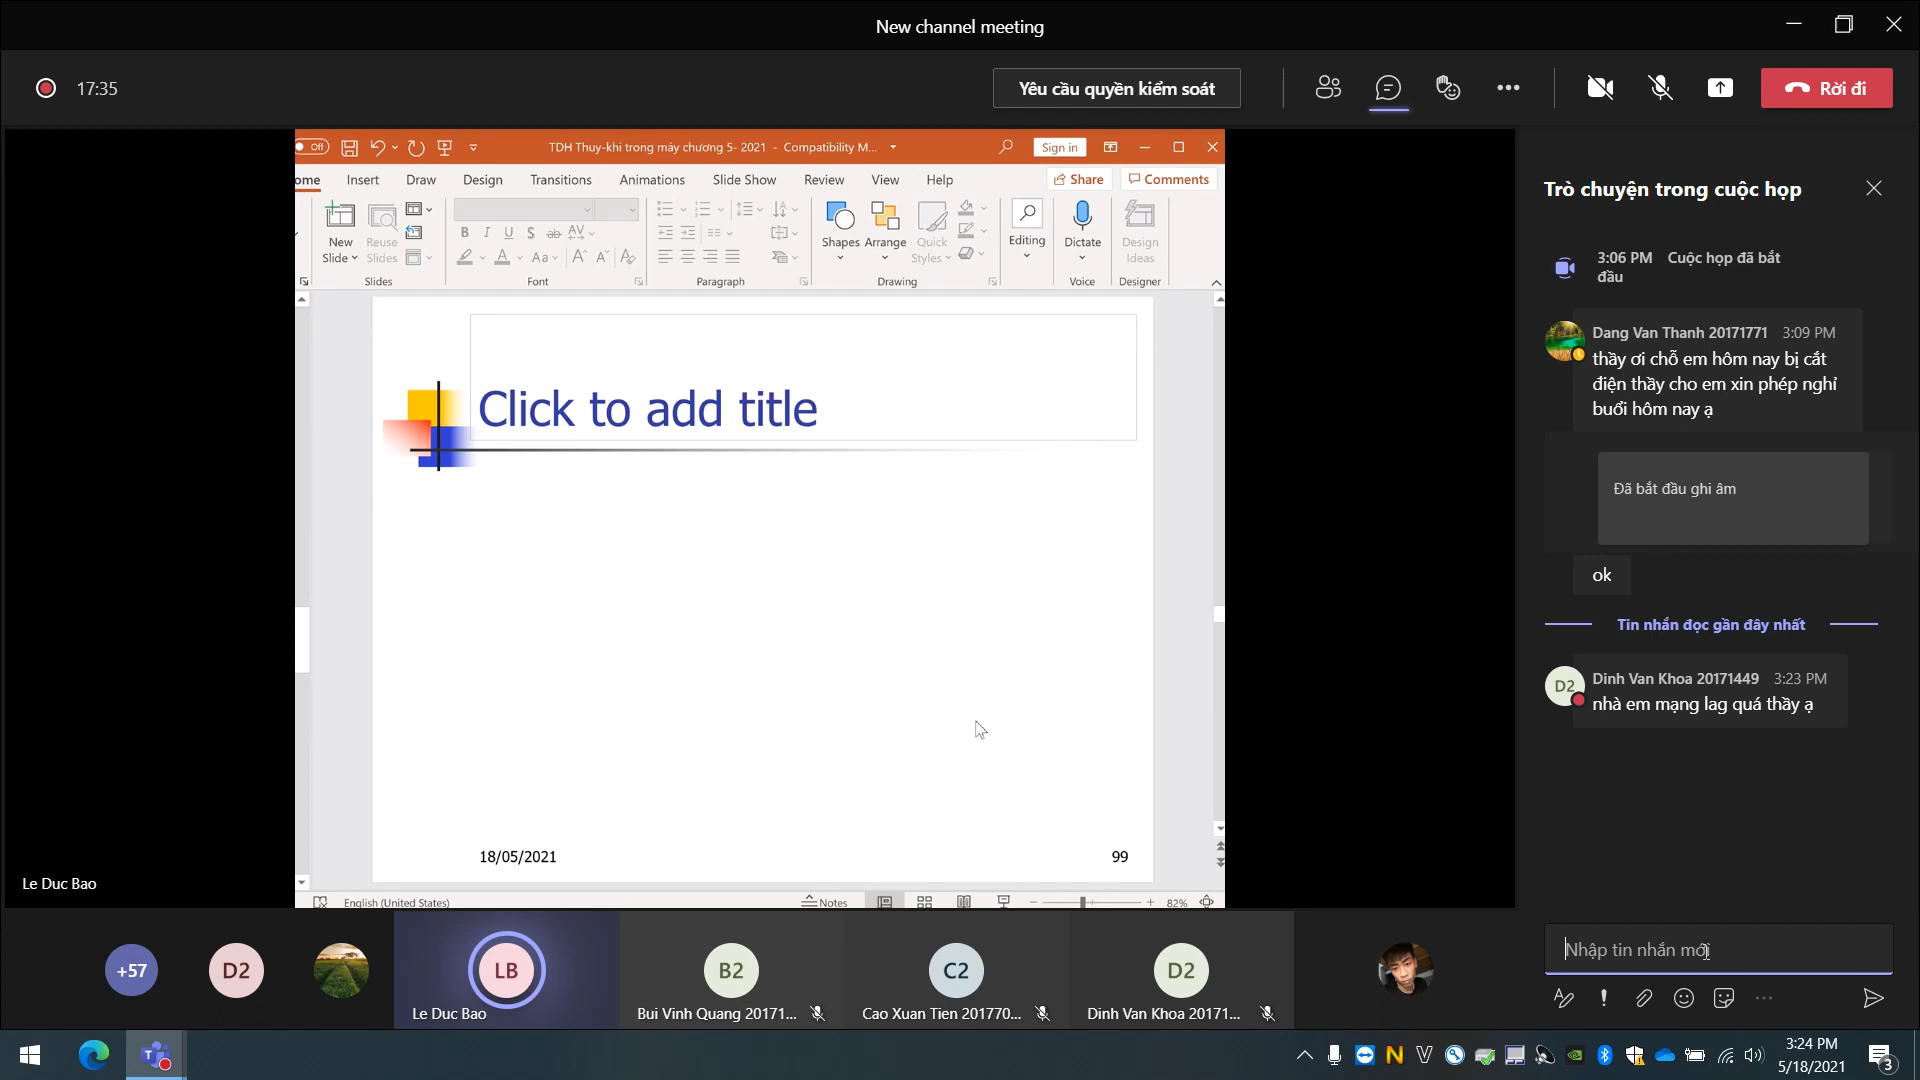 New channel meeting
17:35
Yêu cầu quyền kiểm soát
Rời đi
Off
TDH Thuy-khi trong máy chương 5- 2021 - Compatibility M...
Sign in
ome
Insert
Draw
Design
Transitions
Animations
Slide Show
Review
View
Help
Share
Comments
New
Slide
Reuse
Slides
Slides
B I U S ab AV
Aa
A A
Font
Paragraph
Shapes
Arrange
Quick
Styles
Drawing
Editing
Dictate
Voice
Design
Ideas
Designer
Click to add title
18/05/2021
99
English (United States)
Notes
82%
Le Duc Bao
Trò chuyện trong cuộc họp
3:06 PM Cuộc họp đã bắt
đầu
Dang Van Thanh 20171771 3:09 PM
thầy ơi chỗ em hôm nay bị cắt
điện thầy cho em xin phép nghỉ
buổi hôm nay ạ
Đã bắt đầu ghi âm
ok
Tin nhắn đọc gần đây nhất
D2
Dinh Van Khoa 20171449 3:23 PM
nhà em mạng lag quá thầy ạ
Nhập tin nhắn mới
+57
D2
LB
Le Duc Bao
B2
Bui Vinh Quang 20171...
C2
Cao Xuan Tien 201770...
D2
Dinh Van Khoa 20171...
3:24 PM
5/18/2021
3